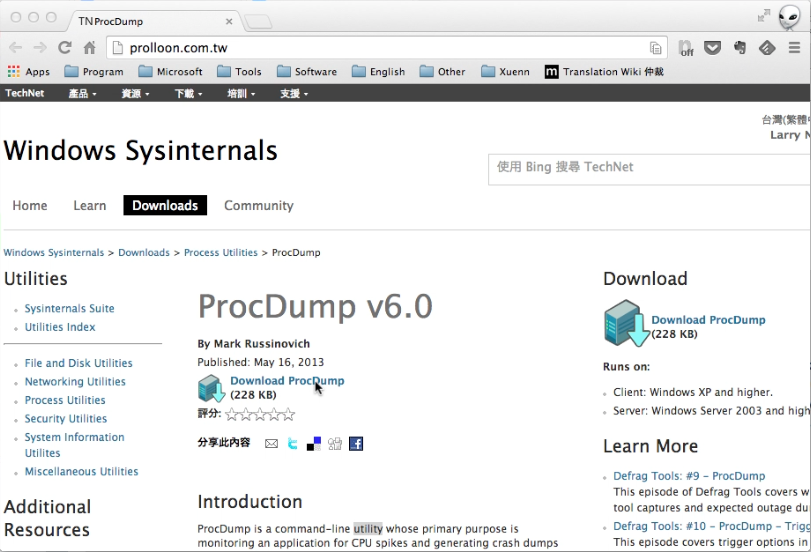 TN ProcDump
prolloon.com.tw
off
Apps Program Microsoft Tools Software English Other Xuenn m Translation Wiki 仲裁
TechNet 產品 資源 下載 培訓 支援
台灣(繁體中
Larry N
Windows Sysinternals
使用 Bing 搜尋 TechNet
Home Learn Downloads Community
Windows Sysinternals > Downloads > Process Utilities > ProcDump
Utilities
Sysinternals Suite
Utilities Index
File and Disk Utilities
Networking Utilities
Process Utilities
Security Utilities
System Information
Utilites
Miscellaneous Utilities
Additional
Resources
ProcDump v6.0
By Mark Russinovich
Published: May 16, 2013
Download ProcDump
(228 KB)
評分:
分享此內容
Introduction
ProcDump is a command-line utility whose primary purpose is
monitoring an application for CPU spikes and generating crash dumps
Download
Download ProcDump
(228 KB)
Runs on:
Client: Windows XP and higher.
Server: Windows Server 2003 and high
Learn More
Defrag Tools: #9 - ProcDump
This episode of Defrag Tools covers w
tool captures and expected outage du
Defrag Tools: #10 - ProcDump - Trigg
This episode covers trigger options in